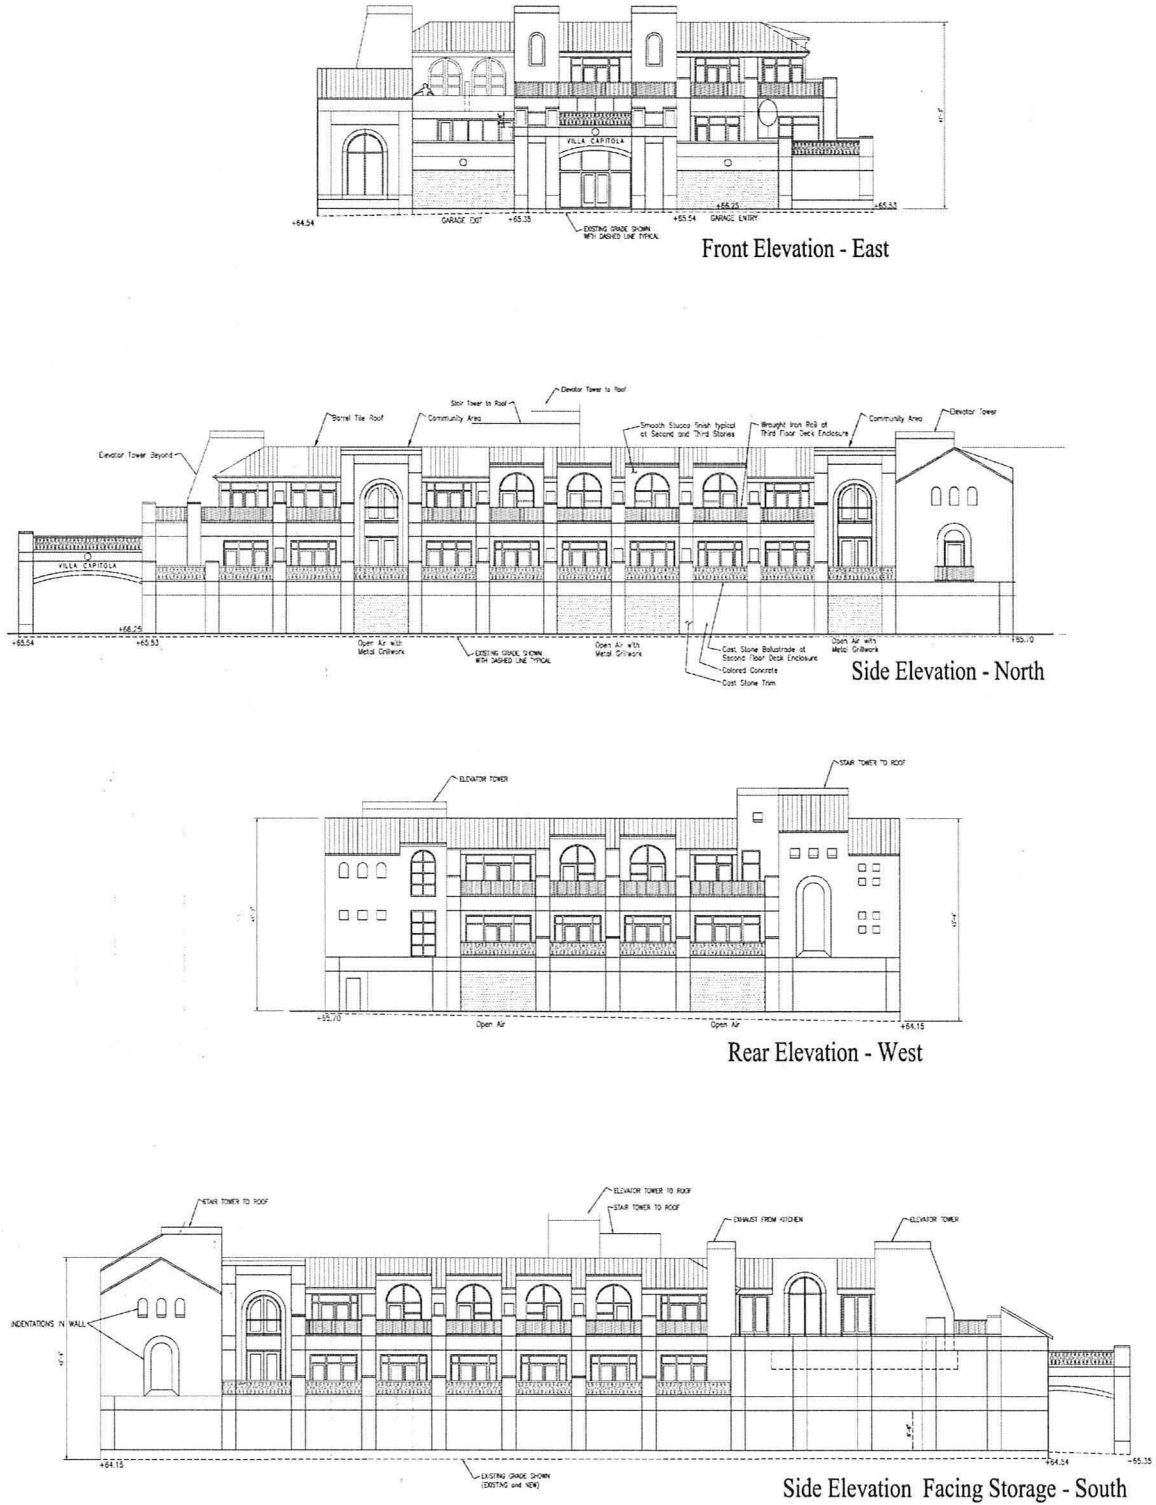 VILLA CAPITOLA
+64.54
GARAGE EXIT
+65.35
+65.54
+66.25
GARAGE ENTRY
+65.53
EXISTING GRADE SHOWN
WITH DASHED LINE TYPICAL
Front Elevation - East
Elevator Tower to Roof
Stair Tower to Roof
Barrel Tile Roof
Community Area
Smooth Stucco Finish typical
at Second and Third Stories
Wrought Iron Rail at
Third Floor Deck Enclosure
Community Area
Elevator Tower
Elevator Tower Beyond
VILLA CAPITOLA
+65.54
+66.25
+65.53
Open Air with
Metal Grillwork
EXISTING GRADE SHOWN
WITH DASHED LINE TYPICAL
Open Air with
Metal Grillwork
Cast Stone Balustrade at
Second Floor Deck Enclosure
Colored Concrete
Cast Stone Trim
Open Air with
Metal Grillwork
+65.70
Side Elevation - North
ELEVATOR TOWER
STAIR TOWER TO ROOF
+65.70
Open Air
Open Air
+64.15
Rear Elevation - West
STAIR TOWER TO ROOF
ELEVATOR TOWER TO ROOF
STAIR TOWER TO ROOF
EXHAUST FROM KITCHEN
ELEVATOR TOWER
INDENTATIONS IN WALL
+64.15
EXISTING GRADE SHOWN
(EXISTING and NEW)
+64.54
+65.35
Side Elevation Facing Storage - South